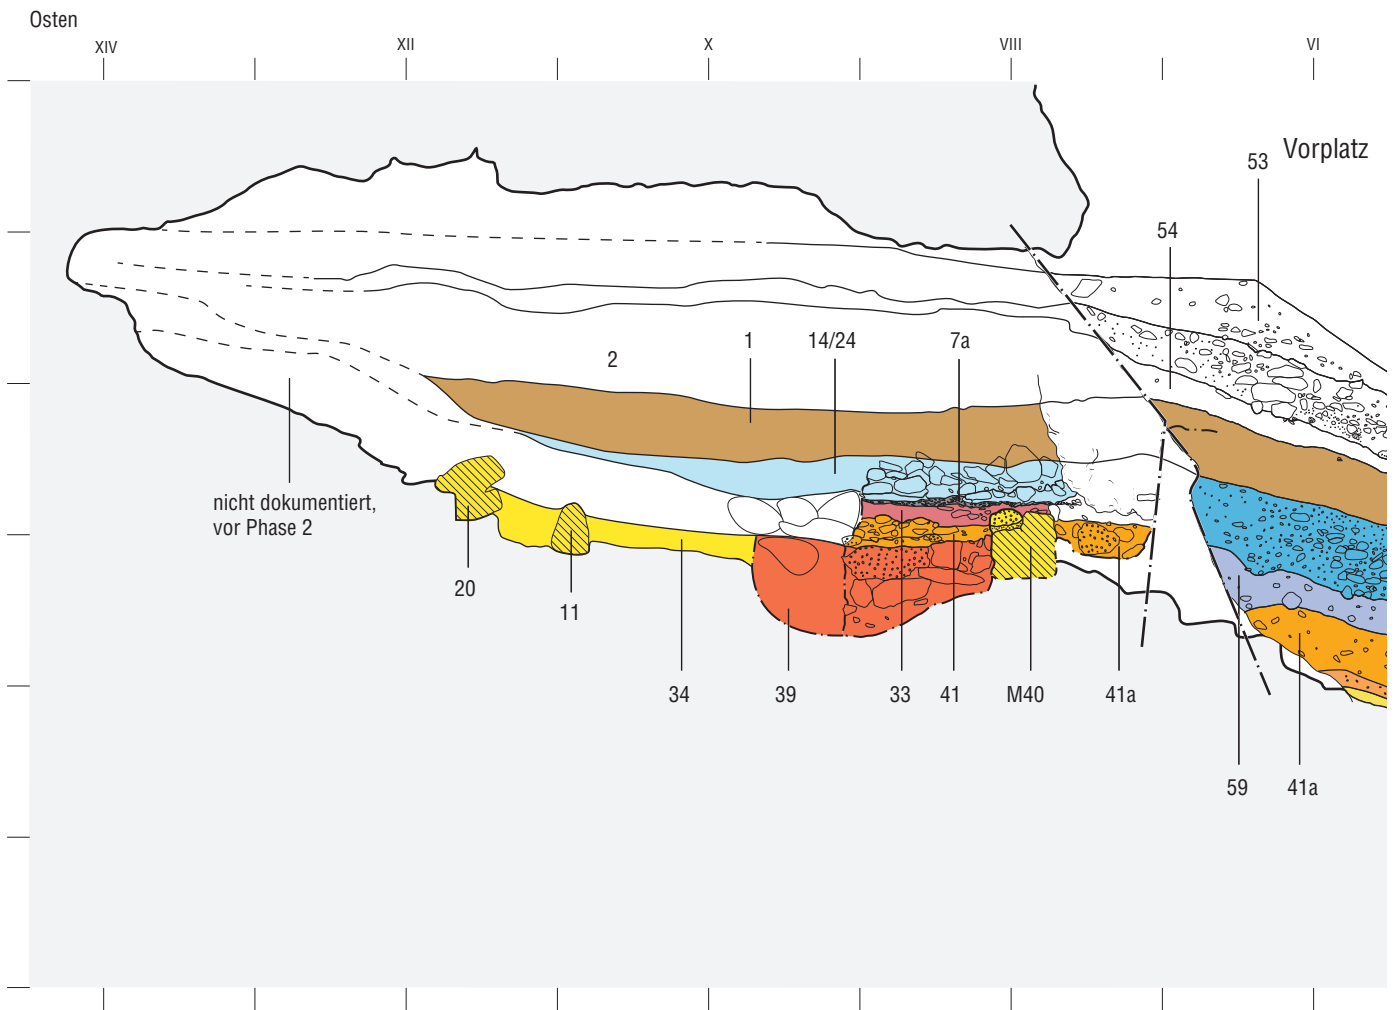 Osten
XIV
XII
X
VIII
VI
Vorplatz
53
54
2
1
14/24
7a
nicht dokumentiert,
vor Phase 2
20
11
34
39
33
41
M40
41a
59
41a